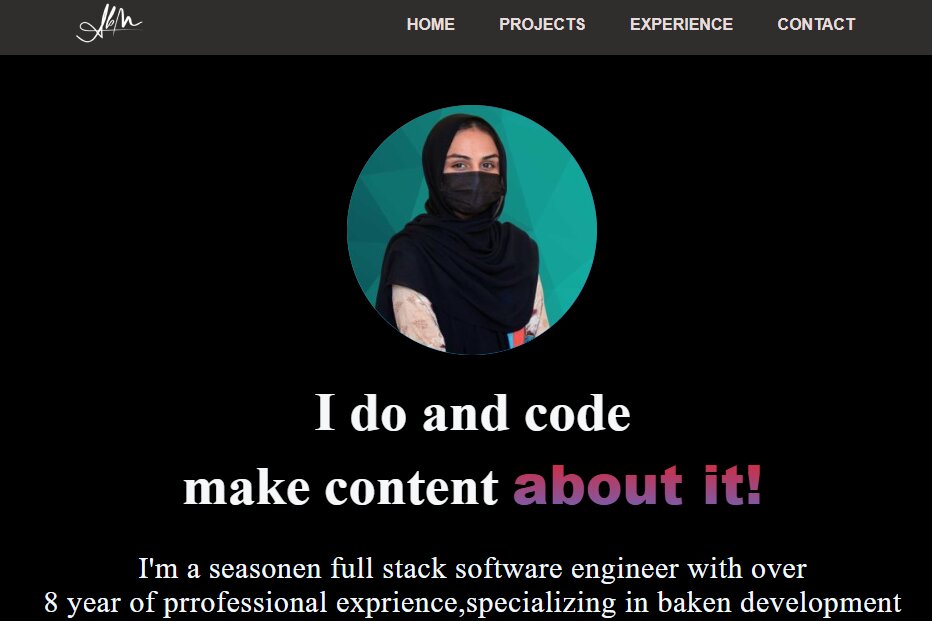 HOME PROJECTS EXPERIENCE CONTACT
I do and code
make content about it!
I'm a seasonen full stack software engineer with over
8 year of prrofessional exprience,specializing in baken development